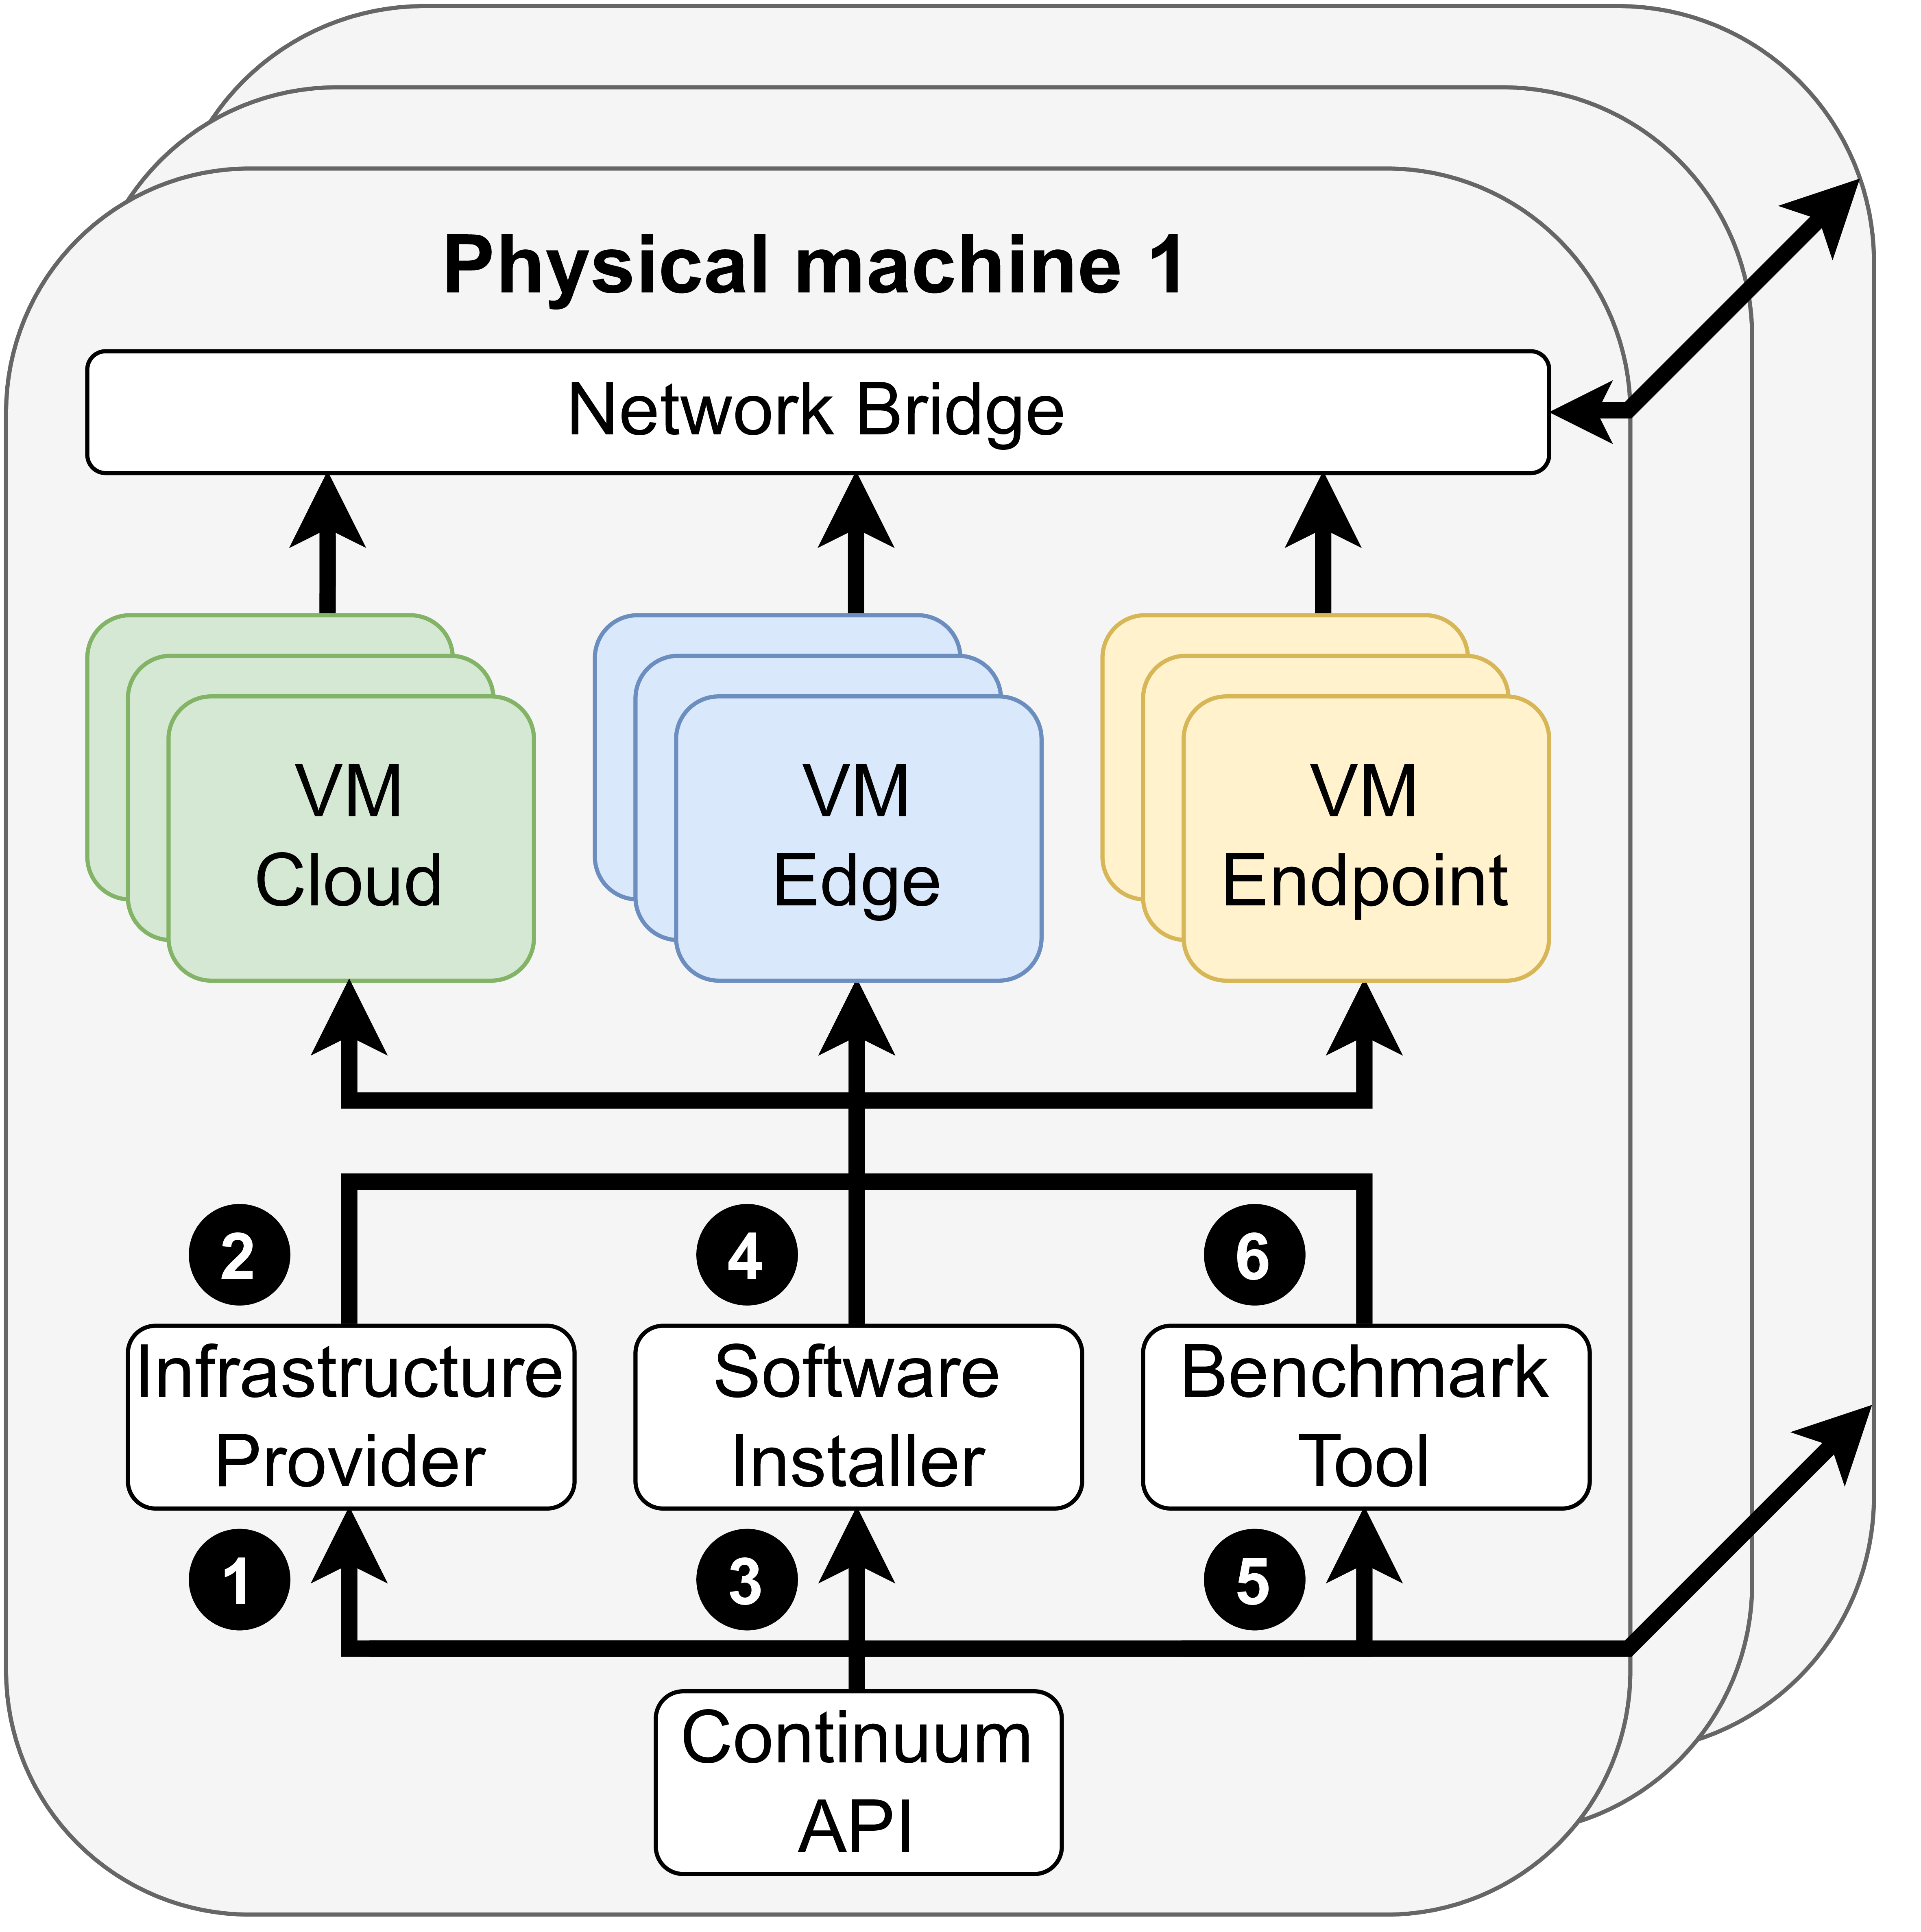 Physical machine 1
Network Bridge
VM
Cloud
VM
Edge
VM
Endpoint
2
4
6
Infrastructure
Provider
Software
Installer
Benchmark
Tool
1
3
5
Continuum
API